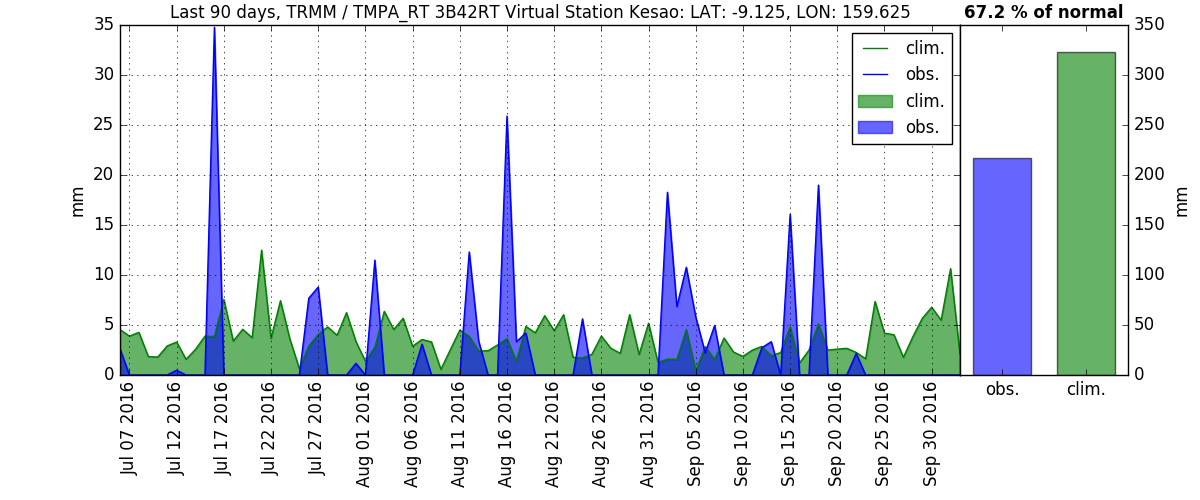 Last 90 days, TRMM / TMPA_RT 3B42RT Virtual Station Kesao: LAT: -9.125, LON: 159.625
67.2 % of normal
35
30
25
20
15
10
5
0
mm
clim.
obs.
clim.
obs.
Jul 07 2016
Jul 12 2016
Jul 17 2016
Jul 22 2016
Jul 27 2016
Aug 01 2016
Aug 06 2016
Aug 11 2016
Aug 16 2016
Aug 21 2016
Aug 26 2016
Aug 31 2016
Sep 05 2016
Sep 10 2016
Sep 15 2016
Sep 20 2016
Sep 25 2016
Sep 30 2016
350
300
250
200
150
100
50
0
mm
obs.
clim.